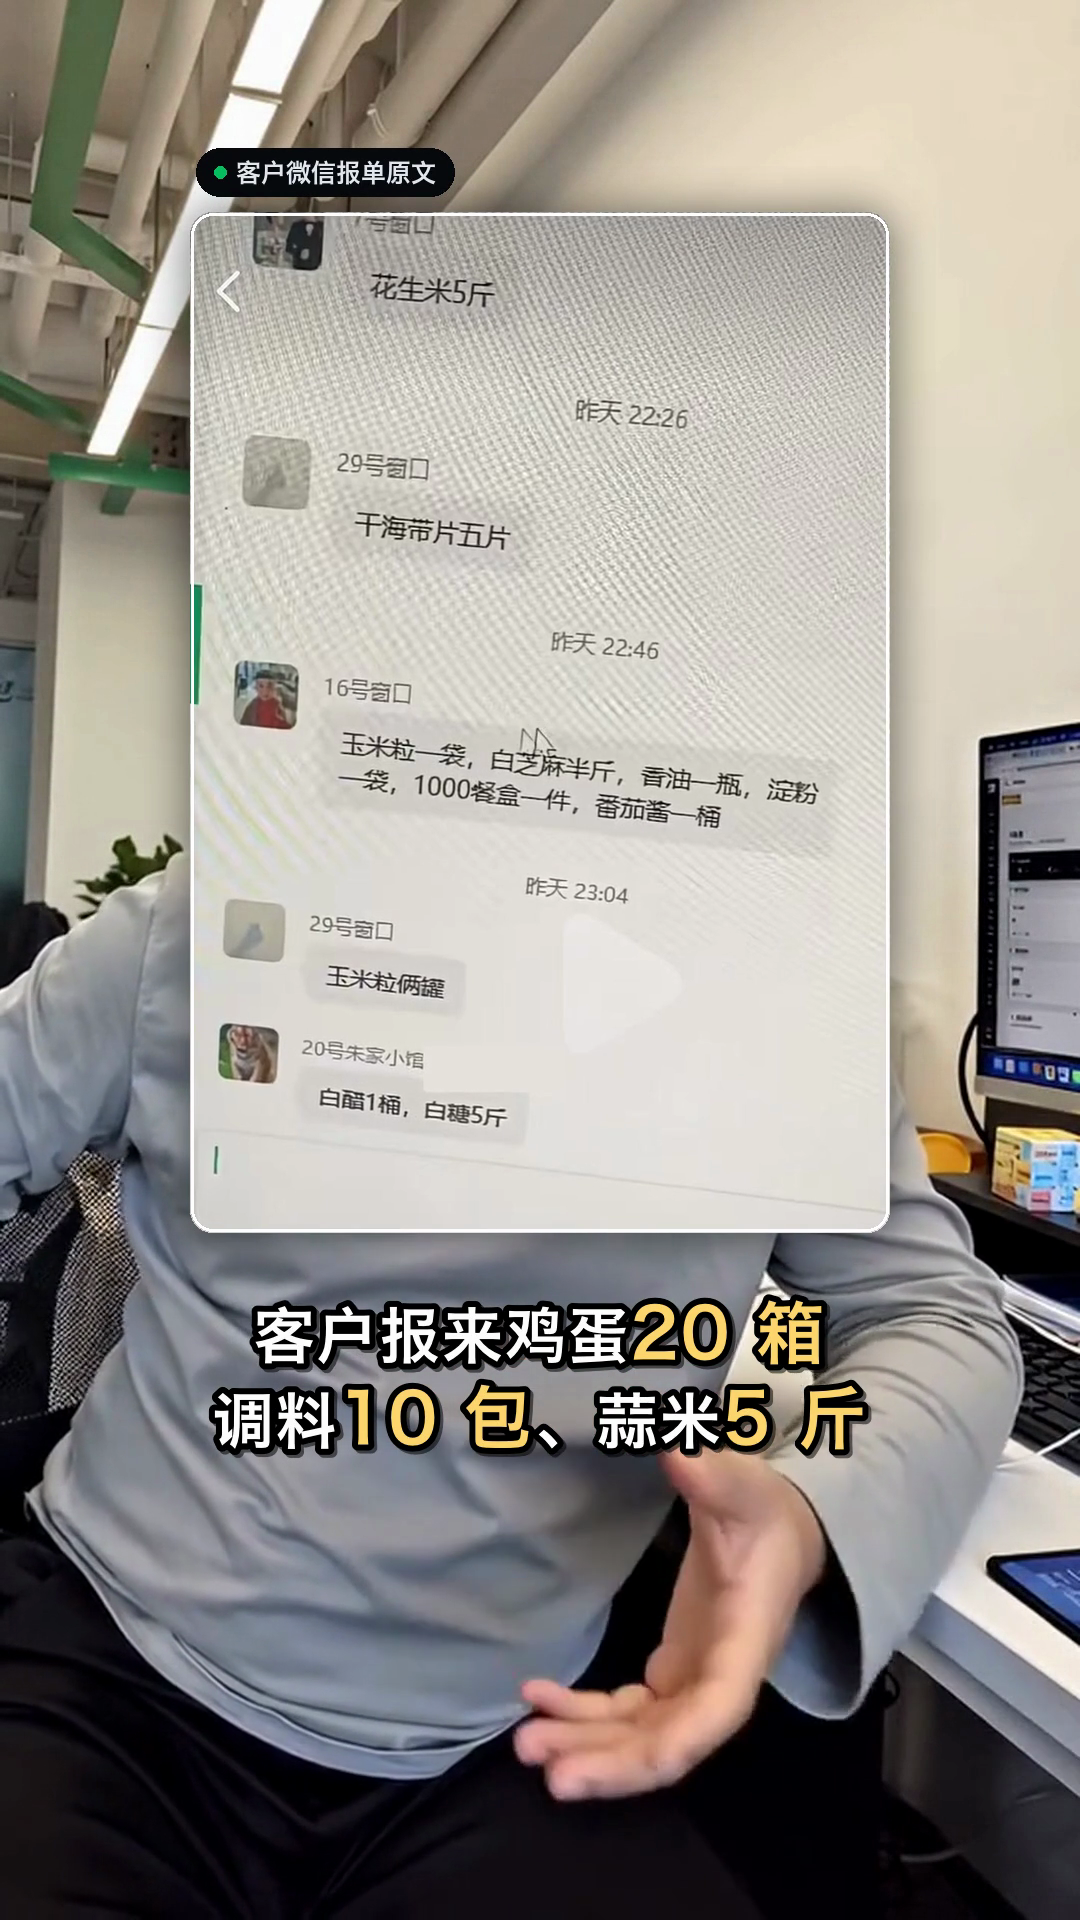 客户微信报单原文
7号窗口
花生米5斤
昨天 22:26
29号窗口
干海带片五片
昨天 22:46
16号窗口
玉米粒一袋，白芝麻半斤，香油一瓶，淀粉
一袋，1000餐盒一件，番茄酱一桶
昨天 23:04
29号窗口
玉米粒俩罐
20号朱家小馆
白醋1桶，白糖5斤
客户报来鸡蛋20 箱
调料10 包、蒜米5 斤